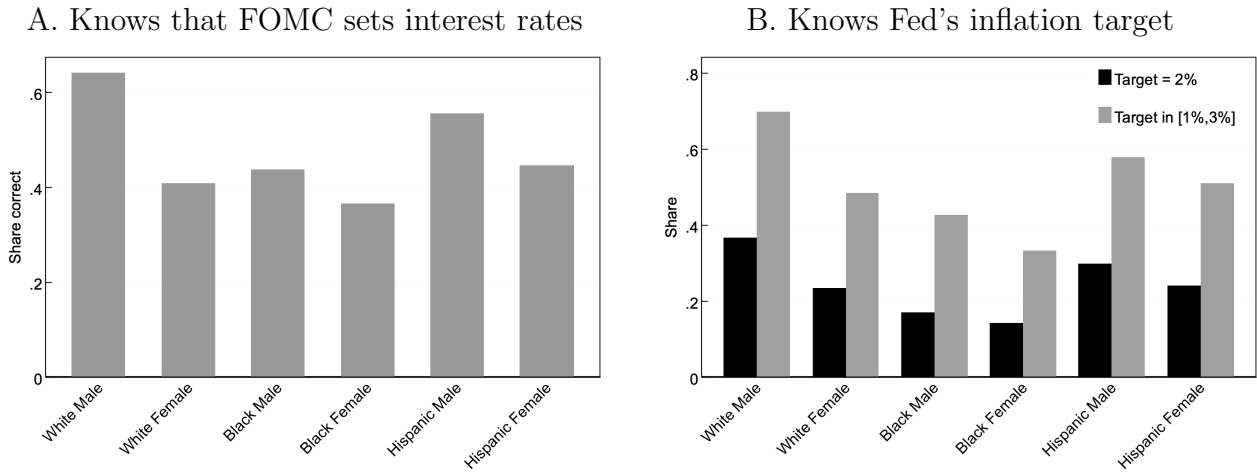 A. Knows that FOMC sets interest rates
Share correct
.6
.4
.2
0
White Male
White Female
Black Male
Black Female
Hispanic Male
Hispanic Female
B. Knows Fed's inflation target
Target = 2%
Target in [1%,3%]
Share
.8
.6
.4
.2
0
White Male
White Female
Black Male
Black Female
Hispanic Male
Hispanic Female